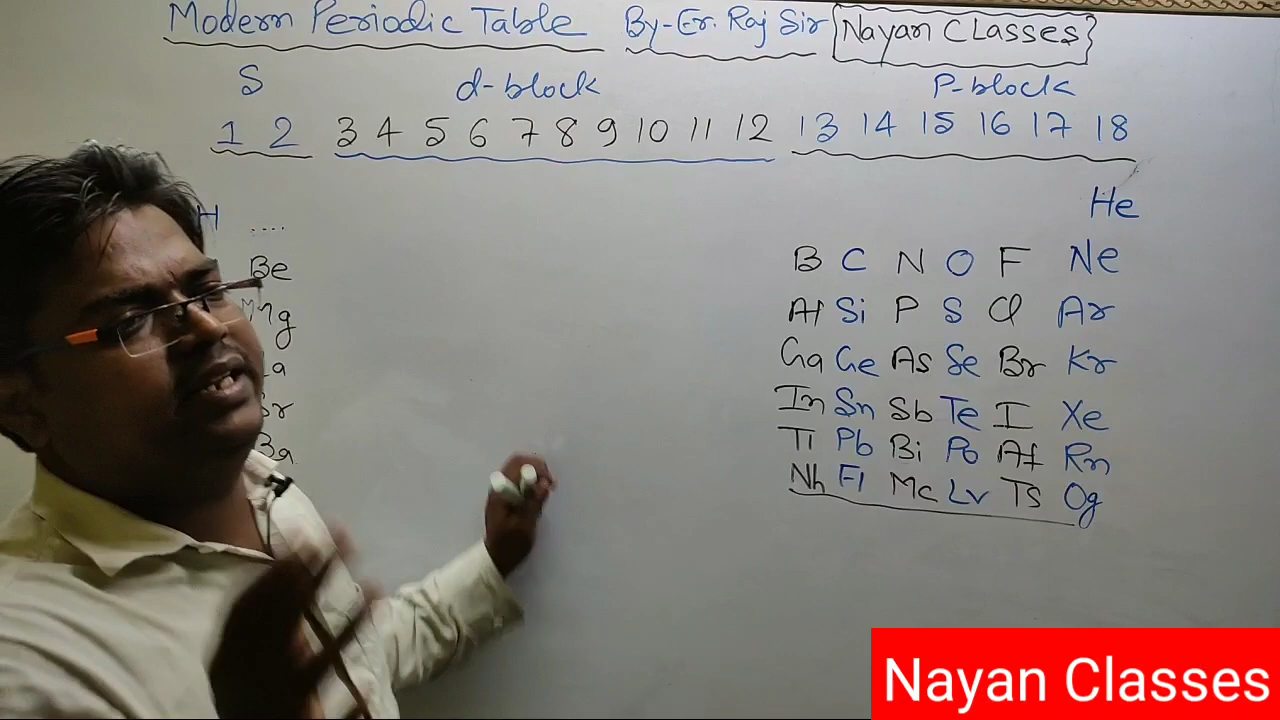 Modern Periodic Table By-Er. Raj Sir Nayan Classes
S d-block P-block
1 2 3 4 5 6 7 8 9 10 11 12 13 14 15 16 17 18
H .... He
Be B C N O F Ne
Mg Al Si P S Cl Ar
Ga Ge As Se Br Kr
In Sn Sb Te I Xe
Ba Tl Pb Bi Po At Rn
Nh Fl Mc Lv Ts Og
Nayan Classes